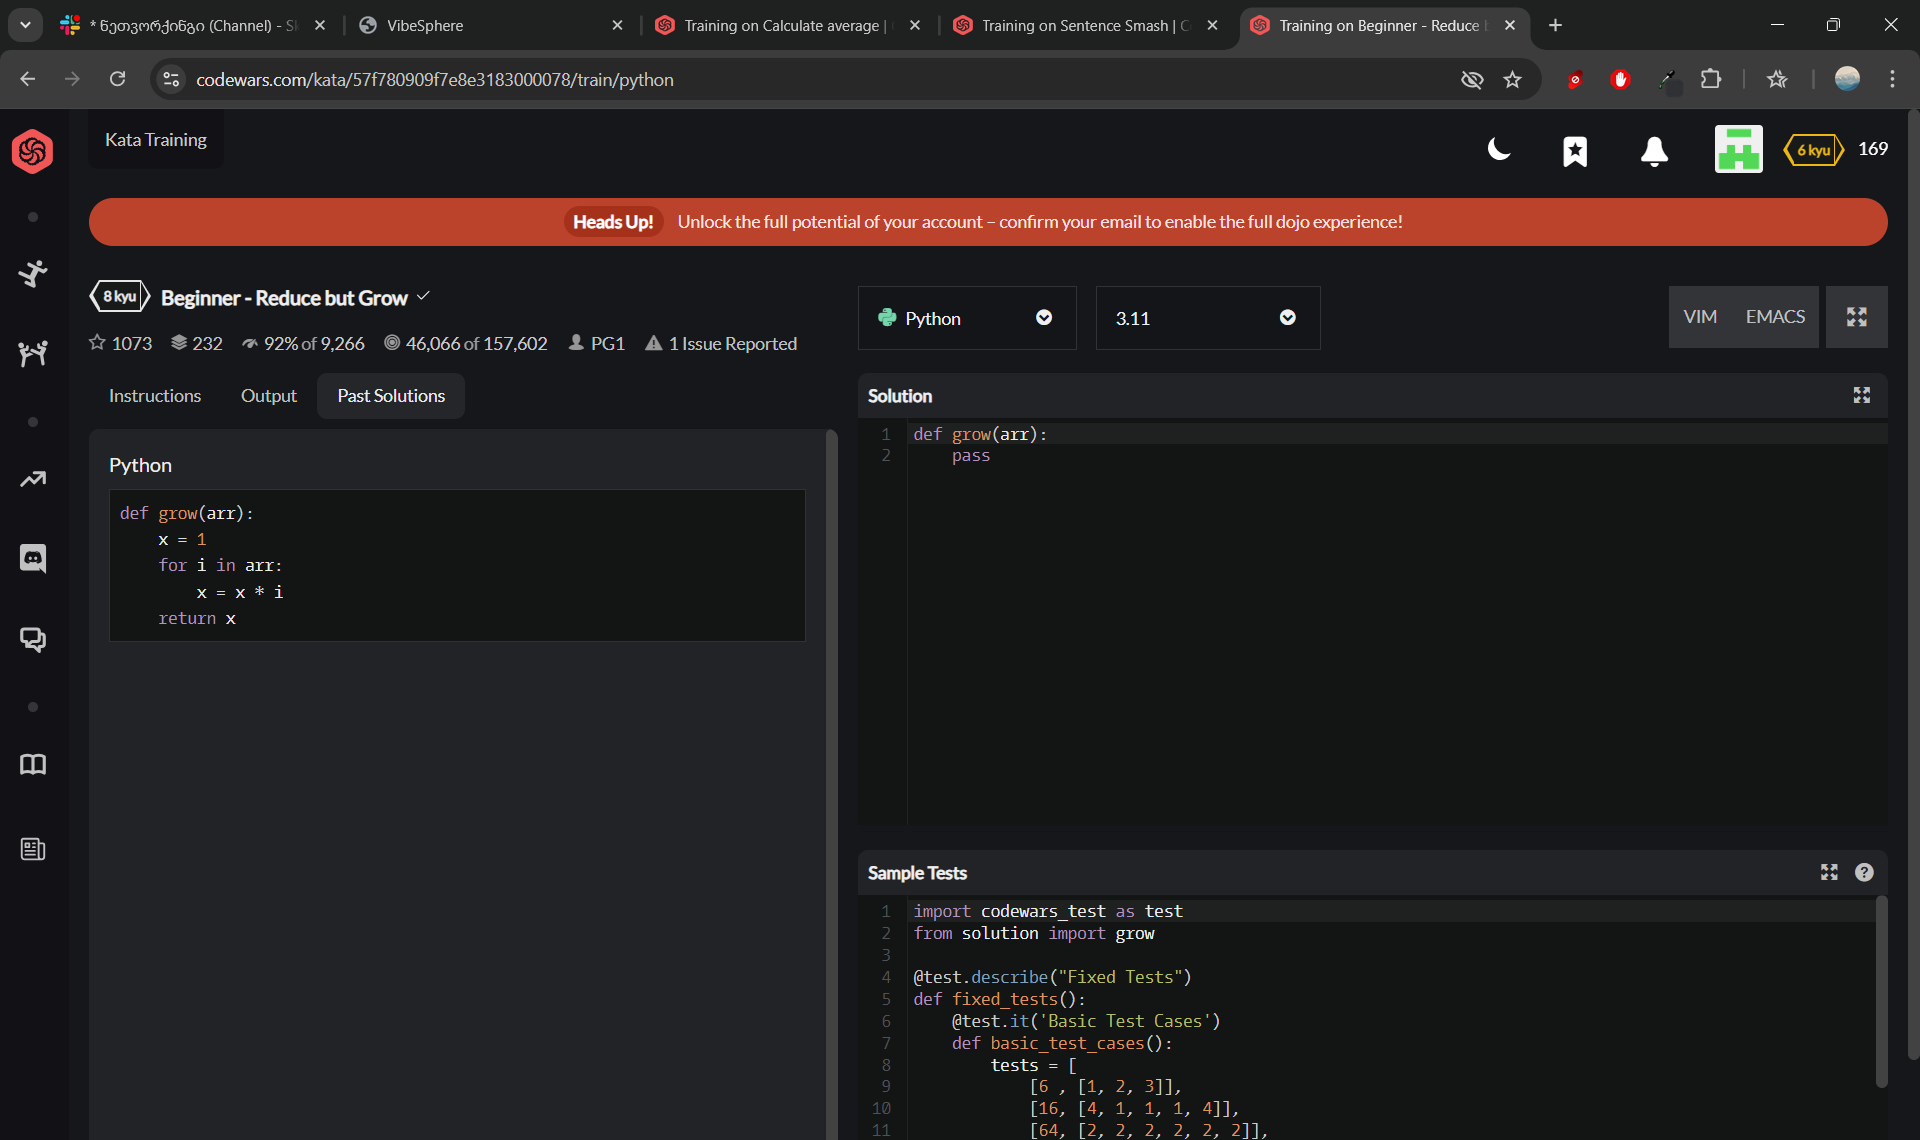 * ნეთვორქინგი (Channel) - Sl
VibeSphere
Training on Calculate average |
Training on Sentence Smash | C
Training on Beginner - Reduce b
codewars.com/kata/57f780909f7e8e3183000078/train/python
Kata Training
6 kyu
169
Heads Up! Unlock the full potential of your account – confirm your email to enable the full dojo experience!
8 kyu
Beginner - Reduce but Grow
1073
232
92% of 9,266
46,066 of 157,602
PG1
1 Issue Reported
Python
3.11
VIM
EMACS
Instructions
Output
Past Solutions
Python
def grow(arr):
    x = 1
    for i in arr:
        x = x * i
    return x
Solution
1 def grow(arr):
2     pass
Sample Tests
?
1 import codewars_test as test
2 from solution import grow
3
4 @test.describe("Fixed Tests")
5 def fixed_tests():
6     @test.it('Basic Test Cases')
7     def basic_test_cases():
8         tests = [
9             [6 , [1, 2, 3]],
10             [16, [4, 1, 1, 1, 4]],
11             [64, [2, 2, 2, 2, 2, 2]],